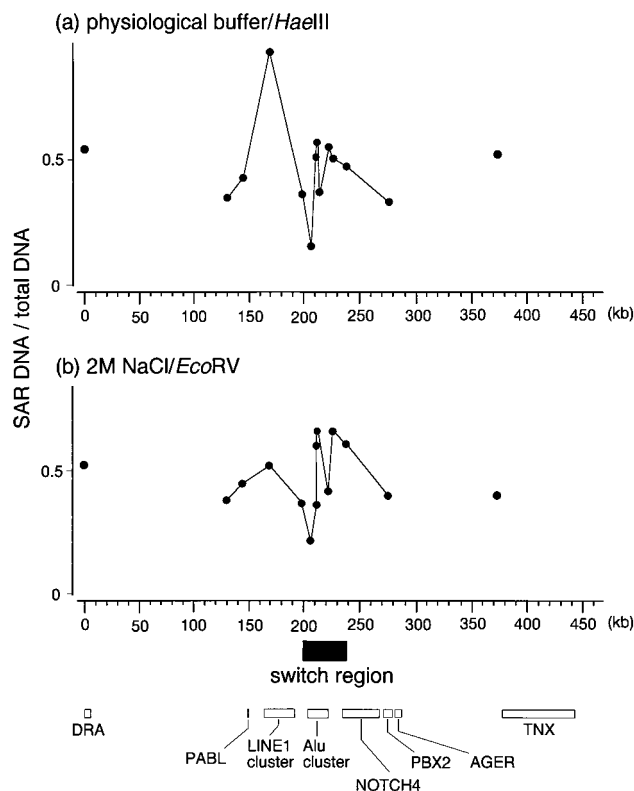 (a) physiological buffer/HaeIII
0.5
0
0 50 100 150 200 250 300 350 400 450 (kb)
SAR DNA / total DNA
(b) 2M NaCl/EcoRV
0.5
0
0 50 100 150 200 250 300 350 400 450 (kb)
switch region
DRA
PABL
LINE1
cluster
Alu
cluster
NOTCH4
PBX2
AGER
TNX